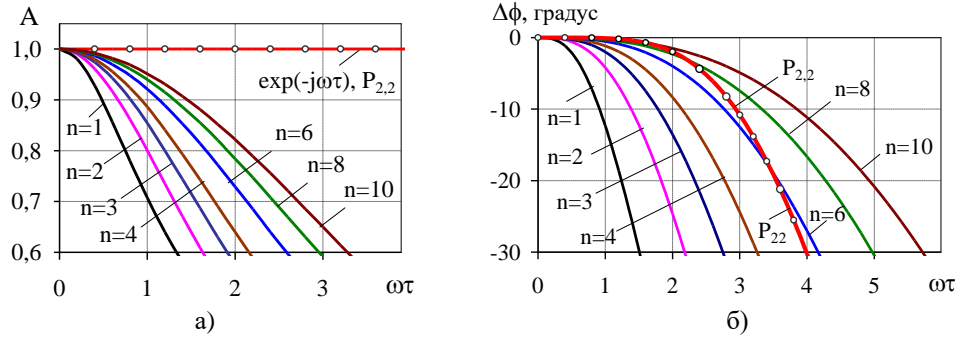 A
1,0
0,9
0,8
0,7
0,6
exp(-jωτ), P2,2
n=1
n=2
n=3
n=4
n=6
n=8
n=10
0
1
2
3
ωτ
а)
Δϕ, градус
0
-10
-20
-30
P2,2
n=8
n=10
n=1
n=2
n=3
n=4
n=6
P22
0
1
2
3
4
5
ωτ
б)